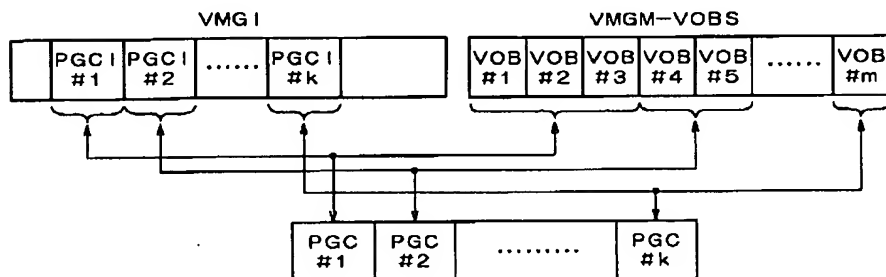 VMGI VMGM-VOBS
PGCI PGCI ...... PGCI VOB VOB VOB VOB VOB ...... VOB
#1 #2 #k #1 #2 #3 #4 #5 #m
PGC PGC ......... PGC
#1 #2 #k